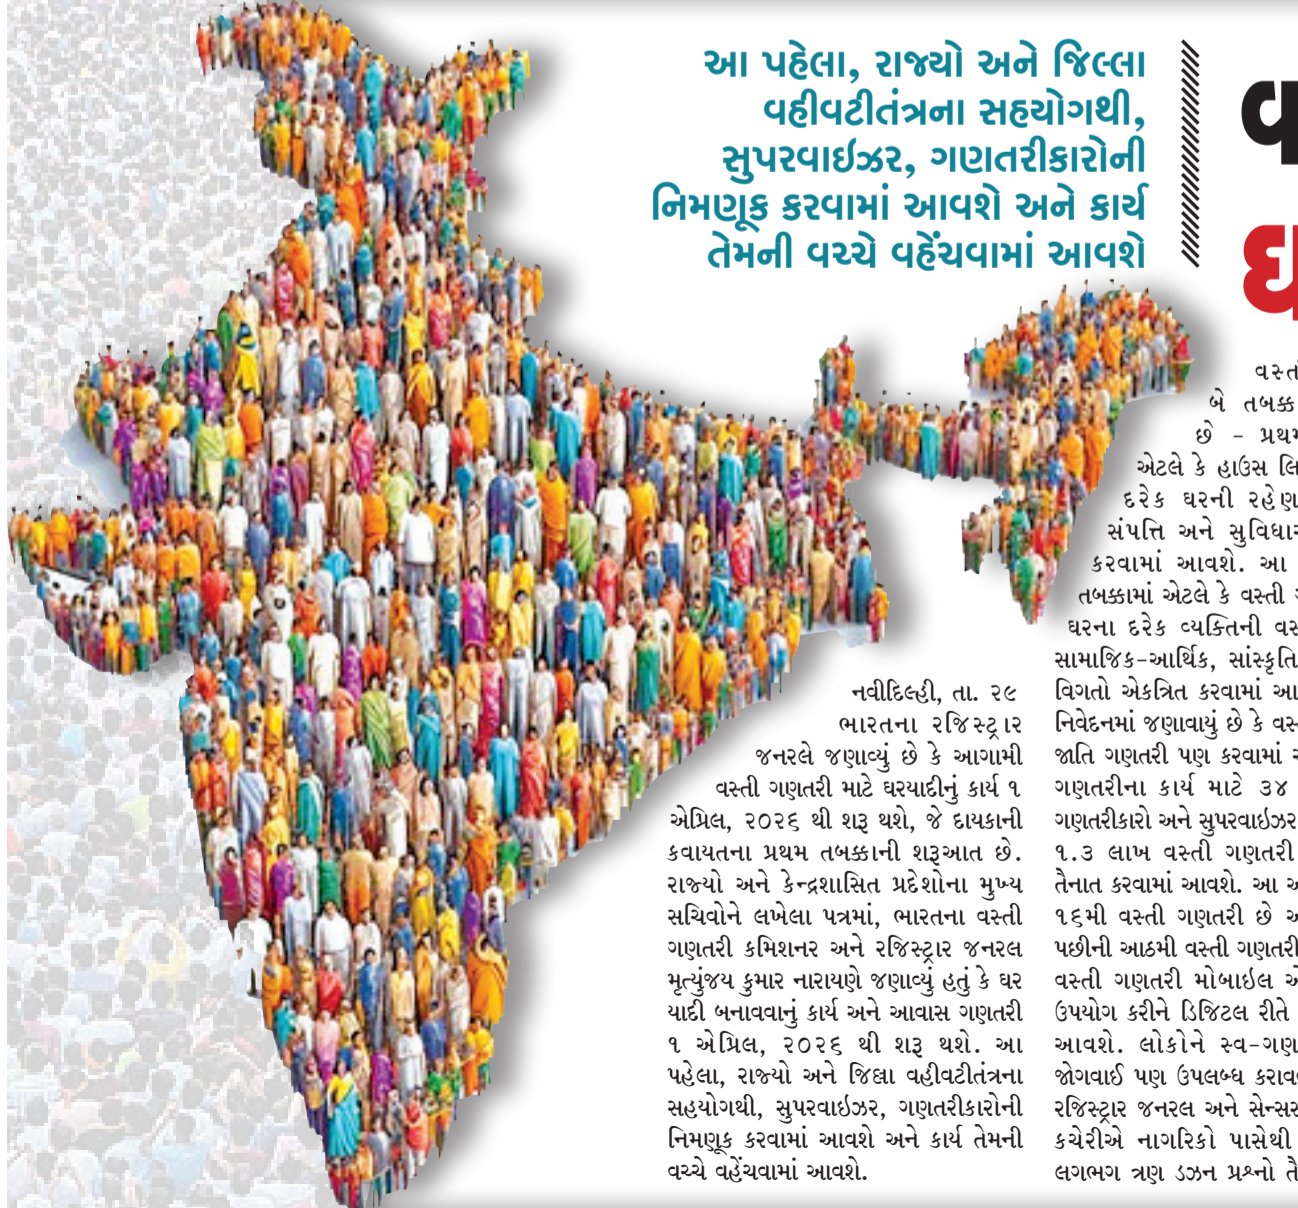 આ પહેલા, રાજ્યો અને જિલ્લા
વહીવટીતંત્રના સહયોગથી,
સુપરવાઇઝર, ગણતરીકારોની
નિમણૂક કરવામાં આવશે અને કાર્ય
તેમની વચ્ચે વહેંચવામાં આવશે
નવીદિલ્હી, તા. ૨૯
ભારતના રજિસ્ટ્રાર
જનરલે જણાવ્યું છે કે આગામી
વસ્તી ગણતરી માટે ઘરયાદીનું કાર્ય ૧
એપ્રિલ, ૨૦૨૬ થી શરૂ થશે, જે દાયકાની
કવાયતના પ્રથમ તબક્કાની શરૂઆત છે.
રાજ્યો અને કેન્દ્રશાસિત પ્રદેશોના મુખ્ય
સચિવોને લખેલા પત્રમાં, ભારતના વસ્તી
ગણતરી કમિશનર અને રજિસ્ટ્રાર જનરલ
મૃત્યુંજય કુમાર નારાયણે જણાવ્યું હતું કે ઘર
યાદી બનાવવાનું કાર્ય અને આવાસ ગણતરી
૧ એપ્રિલ, ૨૦૨૬ થી શરૂ થશે. આ
પહેલા, રાજ્યો અને જિલ્લા વહીવટીતંત્રના
સહયોગથી, સુપરવાઇઝર, ગણતરીકારોની
નિમણૂક કરવામાં આવશે અને કાર્ય તેમની
વચ્ચે વહેંચવામાં આવશે.
બે તબક્ક
છે - પ્રથમ
એટલે કે હાઉસ લિ
દરેક ઘરની રહેણ
સંપત્તિ અને સુવિધા
કરવામાં આવશે. આ
તબક્કામાં એટલે કે વસ્તી
ઘરના દરેક વ્યક્તિની વસ
સામાજિક-આર્થિક, સાંસ્કૃતિ
વિગતો એકત્રિત કરવામાં આ
નિવેદનમાં જણાવાયું છે કે વસ
જાતિ ગણતરી પણ કરવામાં
ગણતરીના કાર્ય માટે ૩૪
ગણતરીકારો અને સુપરવાઇઝર
૧.૩ લાખ વસ્તી ગણતરી
તૈનાત કરવામાં આવશે. આ
૧૬મી વસ્તી ગણતરી છે
પછીની આઠમી વસ્તી ગણતરી
વસ્તી ગણતરી મોબાઇલ
ઉપયોગ કરીને ડિજિટલ રીતે
આવશે. લોકોને સ્વ-ગણ
જોગવાઈ પણ ઉપલબ્ધ કરાવ
રજિસ્ટ્રાર જનરલ અને સેન્સસ
કચેરીએ નાગરિકો પાસેથી
લગભગ ત્રણ ડઝન પ્રશ્નો તૈ